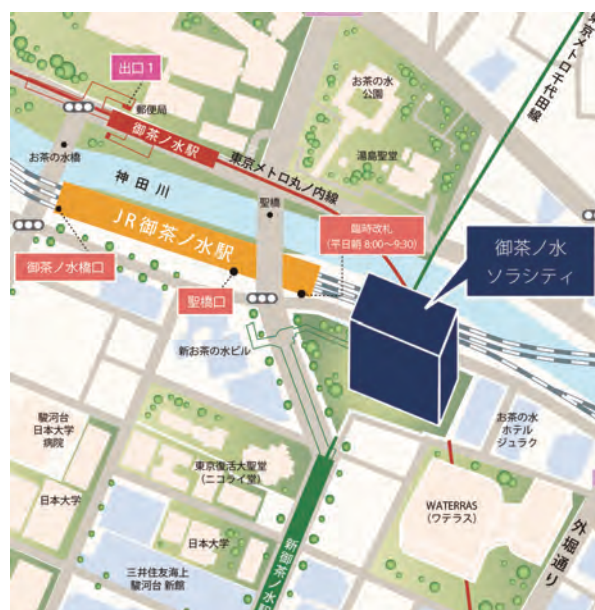 出口1
郵便局
お茶の水
公園
東京メトロ千代田線
御茶ノ水駅
お茶の水橋
東京メトロ丸ノ内線
湯島聖堂
神田川
聖橋
JR御茶ノ水駅
臨時改札
(平日朝 8:00〜9:30)
御茶ノ水
ソラシティ
御茶ノ水橋口
聖橋口
新お茶の水ビル
お茶の水
ホテル
ジュラク
駿河台
日本大学
病院
東京復活大聖堂
(ニコライ堂)
日本大学
WATERRAS
(ワテラス)
外堀通り
日本大学
新御茶ノ水駅
三井住友海上
駿河台 新館